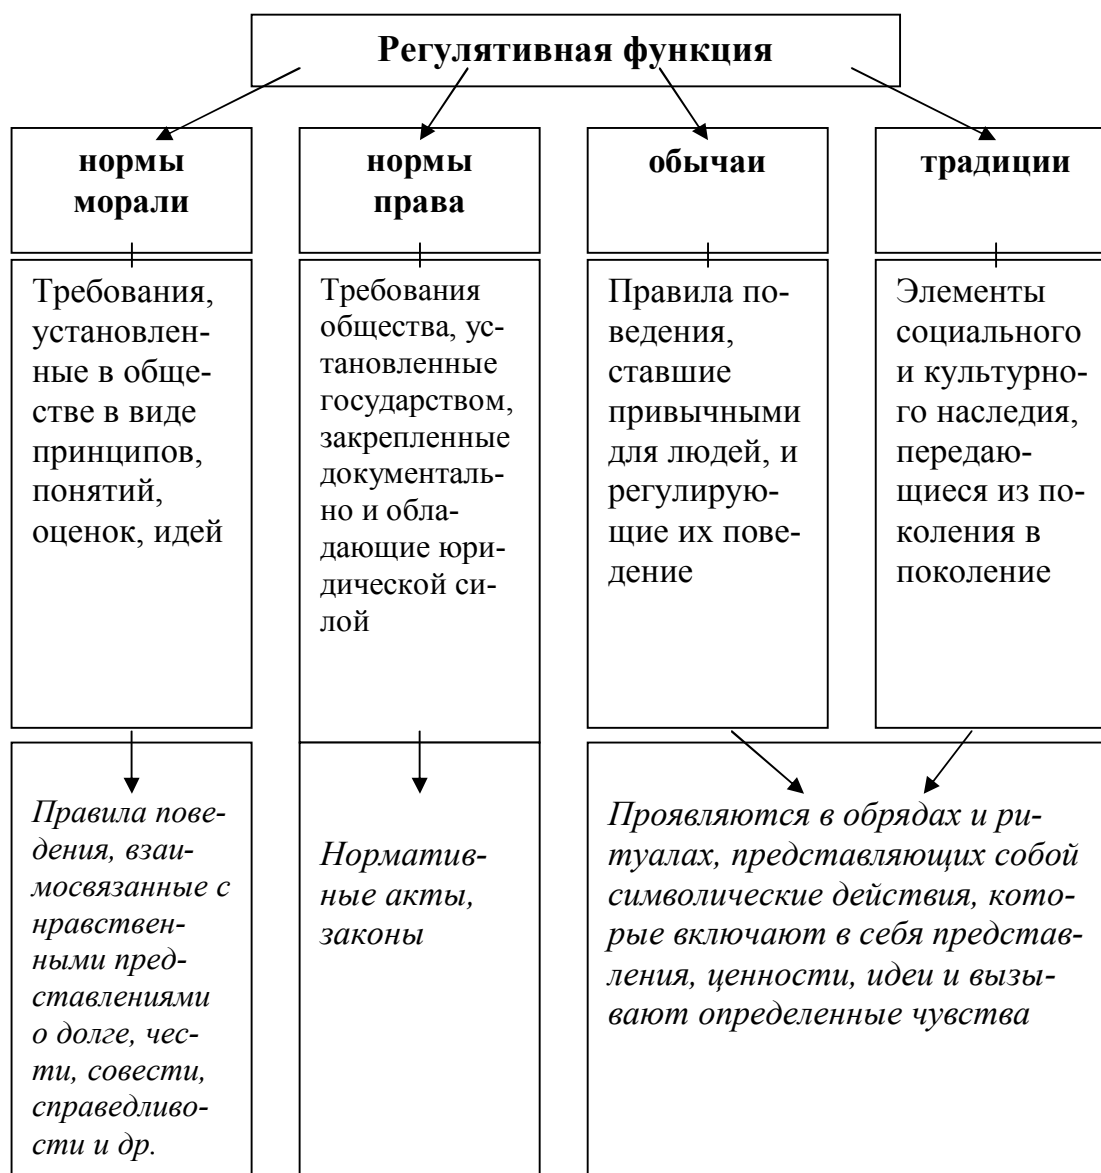 Регулятивная функция
нормы
морали
нормы
права
обычаи
традиции
Требования,
установлен-
ные в обще-
стве в виде
принципов,
понятий,
оценок, идей
Требования
общества, ус-
тановленные
государством,
закрепленные
документаль-
но и обла-
дающие юри-
дической си-
лой
Правила по-
ведения,
ставшие
привычными
для людей, и
регулирую-
щие их пове-
дение
Элементы
социального
и культурно-
го наследия,
передаю-
щиеся из по-
коления в
поколение
Правила пове-
дения, взаи-
мосвязанные с
нравствен-
ными пред-
ставлениями
о долге, чес-
ти, совести,
справедливо-
сти и др.
Норматив-
ные акты,
законы
Проявляются в обрядах и ри-
туалах, представляющих собой
символические действия, кото-
рые включают в себя представ-
ления, ценности, идеи и вызы-
вают определенные чувства